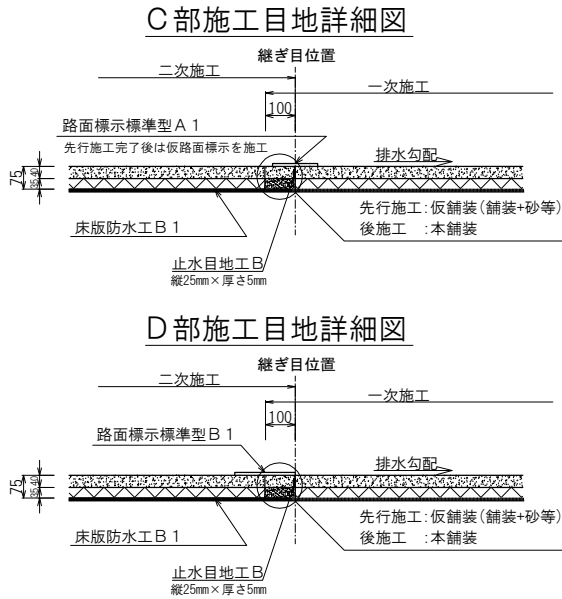 C部施工目地詳細図
継ぎ目位置
二次施工
一次施工
100
路面標示標準型A1
先行施工完了後は仮路面標示を施工
排水勾配
75
35 40
先行施工:仮舗装(舗装+砂等)
床版防水工B1
後施工 :本舗装
止水目地工B
縦25mm×厚さ5mm
D部施工目地詳細図
継ぎ目位置
二次施工
一次施工
100
路面標示標準型B1
排水勾配
75
35 40
先行施工:仮舗装(舗装+砂等)
床版防水工B1
後施工 :本舗装
止水目地工B
縦25mm×厚さ5mm